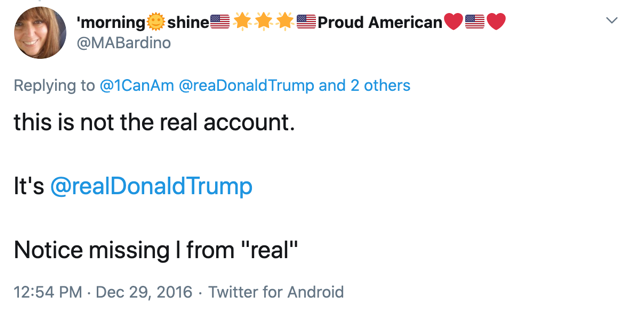 'morning🌞shine🇺🇸🌟🌟🌟🇺🇸Proud American❤️🇺🇸❤️
@MABardino
Replying to @1CanAm @reaDonaldTrump and 2 others
this is not the real account.
It's @realDonaldTrump
Notice missing l from "real"
12:54 PM · Dec 29, 2016 · Twitter for Android